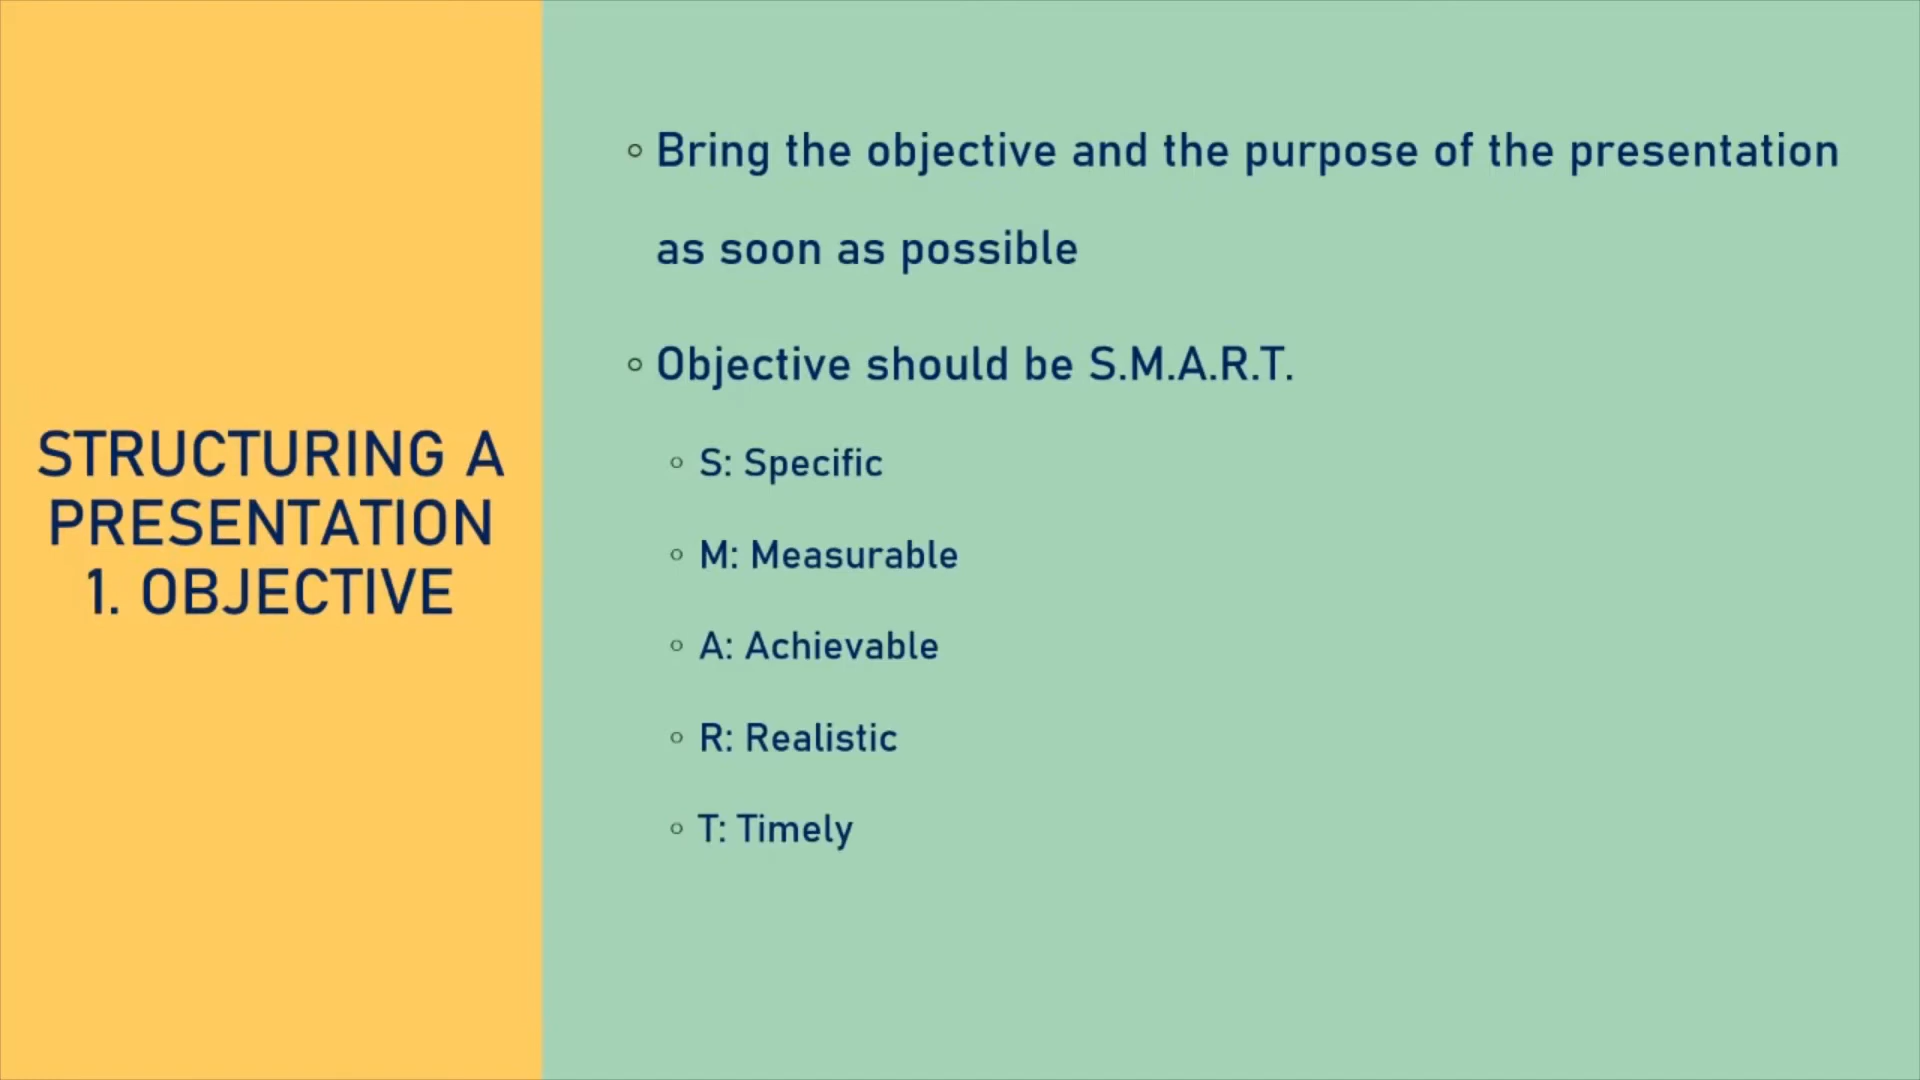 STRUCTURING A
PRESENTATION
1. OBJECTIVE
Bring the objective and the purpose of the presentation
as soon as possible
Objective should be S.M.A.R.T.
S: Specific
M: Measurable
A: Achievable
R: Realistic
T: Timely